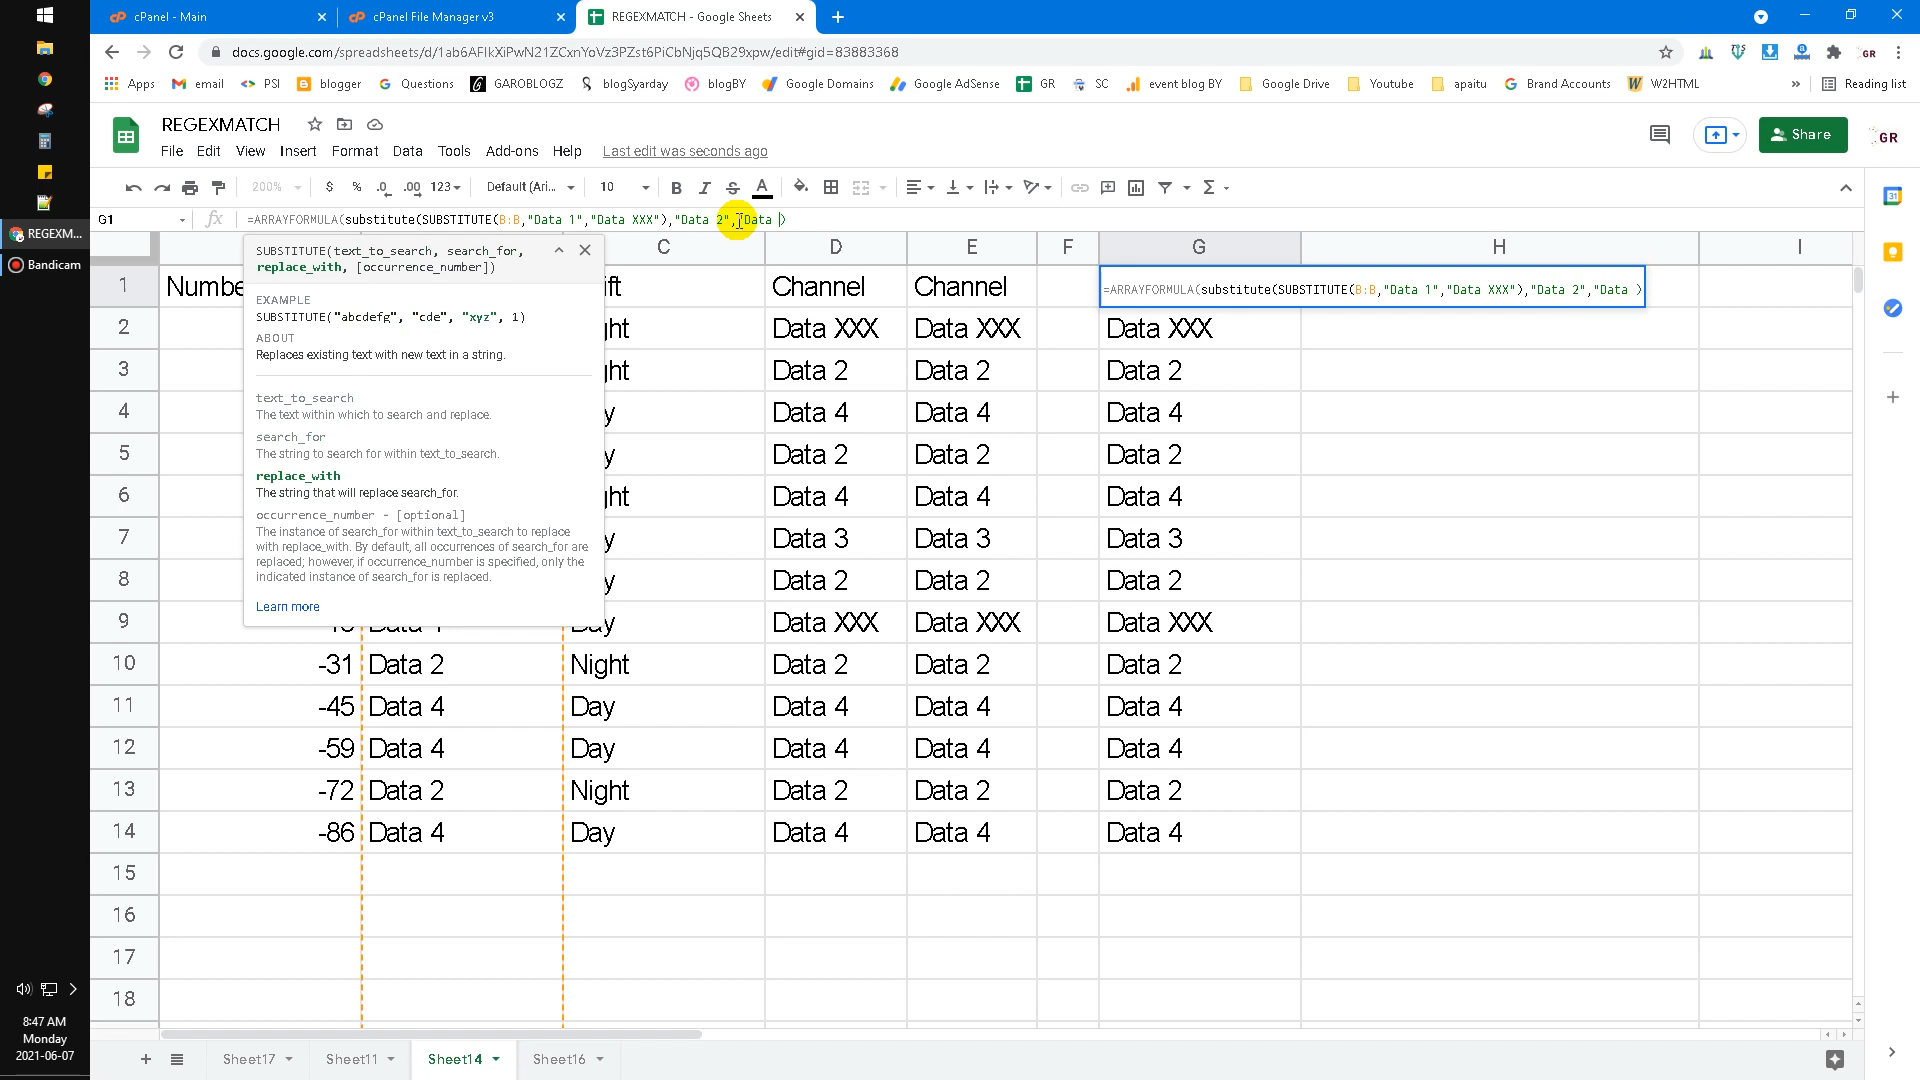 cPanel - Main
cPanel File Manager v3
REGEXMATCH - Google Sheets
docs.google.com/spreadsheets/d/1ab6AFIkXiPwN21ZCxnYoVz3PZst6PiCbNjq5QB29xpw/edit#gid=83883368
Apps email PSI blogger Questions GAROBLOGZ blogSyarday blogBY Google Domains Google AdSense GR SC event blog BY Google Drive Youtube apaitu Brand Accounts W2HTML » Reading list
REGEXMATCH
Share
GR
File Edit View Insert Format Data Tools Add-ons Help Last edit was seconds ago
200% $ % .0 .00 123 Default (Ari... 10 B I S A
G1 fx =ARRAYFORMULA(substitute(SUBSTITUTE(B:B,"Data 1","Data XXX"),"Data 2","Data )
C D E F G H I
SUBSTITUTE(text_to_search, search_for,
replace_with, [occurrence_number])
EXAMPLE
SUBSTITUTE("abcdefg", "cde", "xyz", 1)
ABOUT
Replaces existing text with new text in a string.
text_to_search
The text within which to search and replace.
search_for
The string to search for within text_to_search.
replace_with
The string that will replace search_for.
occurrence_number - [optional]
The instance of search_for within text_to_search to replace
with replace_with. By default, all occurrences of search_for are
replaced; however, if occurrence_number is specified, only the
indicated instance of search_for is replaced.
Learn more
1 Numbe ift Channel Channel =ARRAYFORMULA(substitute(SUBSTITUTE(B:B,"Data 1","Data XXX"),"Data 2","Data )
2 ght Data XXX Data XXX Data XXX
3 ght Data 2 Data 2 Data 2
4 y Data 4 Data 4 Data 4
5 y Data 2 Data 2 Data 2
6 ght Data 4 Data 4 Data 4
7 y Data 3 Data 3 Data 3
8 y Data 2 Data 2 Data 2
9 Day Data XXX Data XXX Data XXX
10 -31 Data 2 Night Data 2 Data 2 Data 2
11 -45 Data 4 Day Data 4 Data 4 Data 4
12 -59 Data 4 Day Data 4 Data 4 Data 4
13 -72 Data 2 Night Data 2 Data 2 Data 2
14 -86 Data 4 Day Data 4 Data 4 Data 4
15
16
17
18
Sheet17 Sheet11 Sheet14 Sheet16
REGEXM...
Bandicam
8:47 AM
Monday
2021-06-07